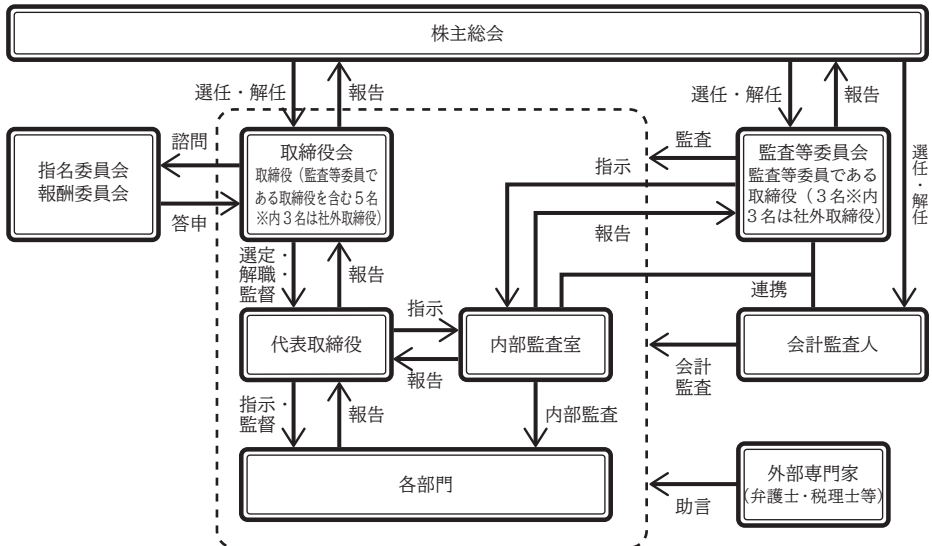 株主総会
選任・解任
報告
選任・解任
報告
選任・解任
諮問
答申
指名委員会
報酬委員会
取締役会
取締役（監査等委員で
ある取締役を含む５名
※内３名は社外取締役）
監査
指示
報告
監査等委員会
監査等委員である
取締役（３名※内
３名は社外取締役）
選定・
解職・
監督
報告
連携
代表取締役
指示
報告
内部監査室
会計監査人
会計
監査
指示・
監督
報告
内部監査
各部門
助言
外部専門家
（弁護士・税理士等）